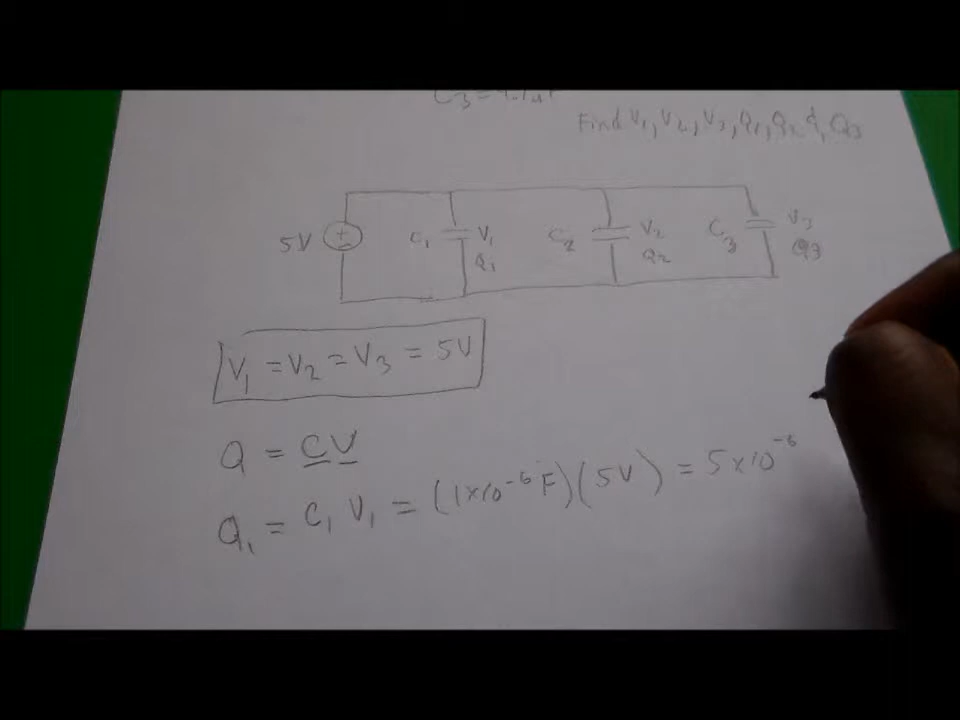 Find V₁, V₂, V₃, Q₁, Q₂ &, Q₃
5V C₁ V₁ Q₁ C₂ V₂ Q₂ C₃ V₃ Q₃
V₁ = V₂ = V₃ = 5V
Q = CV
Q₁ = C₁ V₁ = (1×10⁻⁶ F)(5V) = 5×10⁻⁶